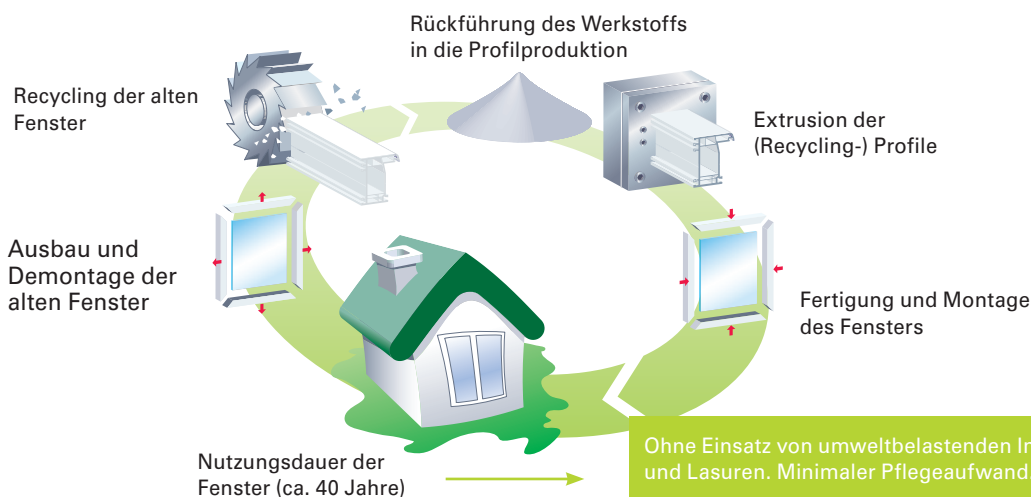 Rückführung des Werkstoffs
in die Profilproduktion
Recycling der alten
Fenster
Extrusion der
(Recycling-) Profile
Ausbau und
Demontage der
alten Fenster
Fertigung und Montage
des Fensters
Ohne Einsatz von umweltbelastenden
und Lasuren. Minimaler Pflegeaufwand.
Nutzungsdauer der
Fenster (ca. 40 Jahre)